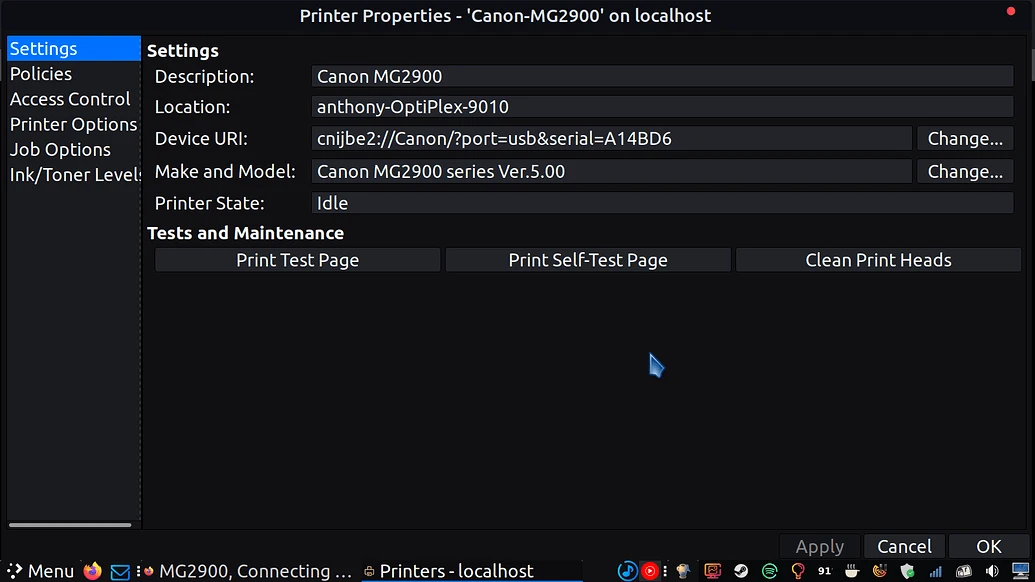 Printer Properties - 'Canon-MG2900' on localhost
Settings
Policies
Access Control
Printer Options
Job Options
Ink/Toner Levels
Settings
Description: Canon MG2900
Location: anthony-OptiPlex-9010
Device URI: cnijbe2://Canon/?port=usb&serial=A14BD6 Change...
Make and Model: Canon MG2900 series Ver.5.00 Change...
Printer State: Idle
Tests and Maintenance
Print Test Page Print Self-Test Page Clean Print Heads
Apply Cancel OK
Menu MG2900, Connecting ... Printers - localhost 91